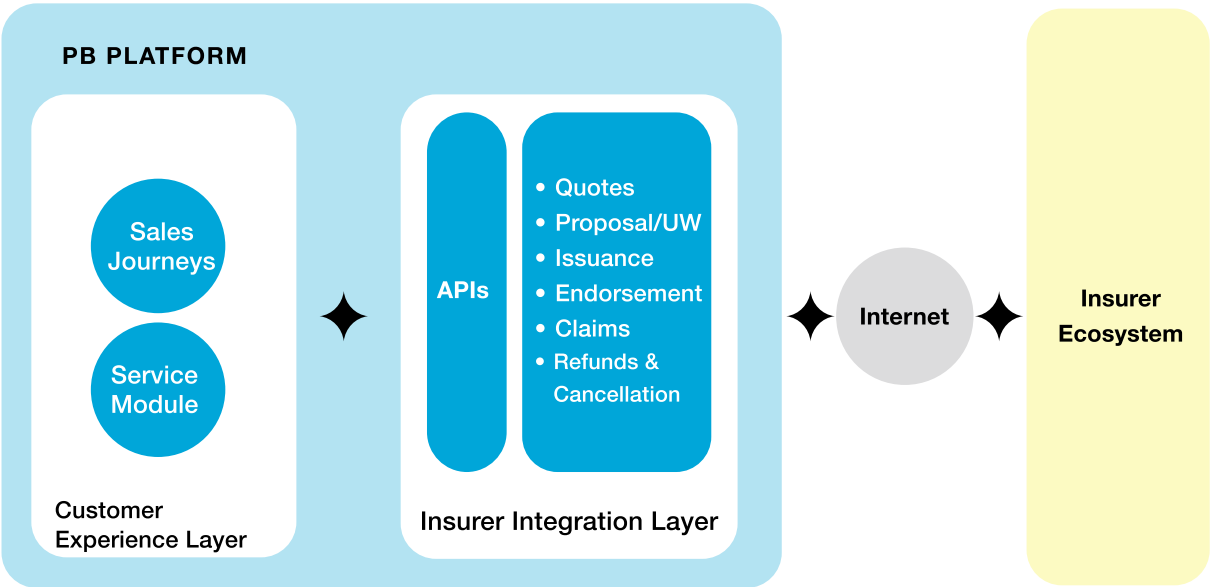 PB PLATFORM
Sales
Journeys
Service
Module
Customer
Experience Layer
APIs
• Quotes
• Proposal/UW
• Issuance
• Endorsement
• Claims
• Refunds &
Cancellation
Insurer Integration Layer
Internet
Insurer
Ecosystem